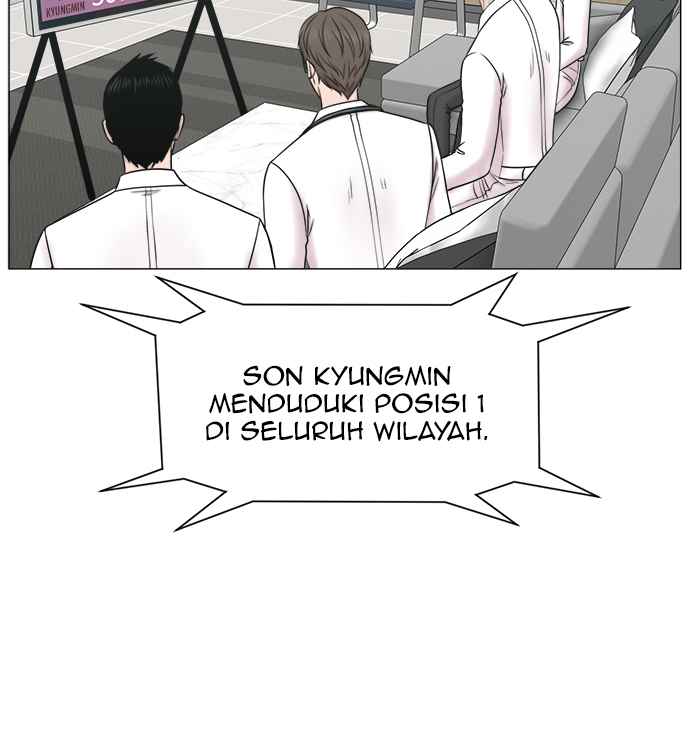 KYUNGMIN
SON KYUNGMIN
MENDUDUKI POSISI 1
DI SELURUH WILAYAH.